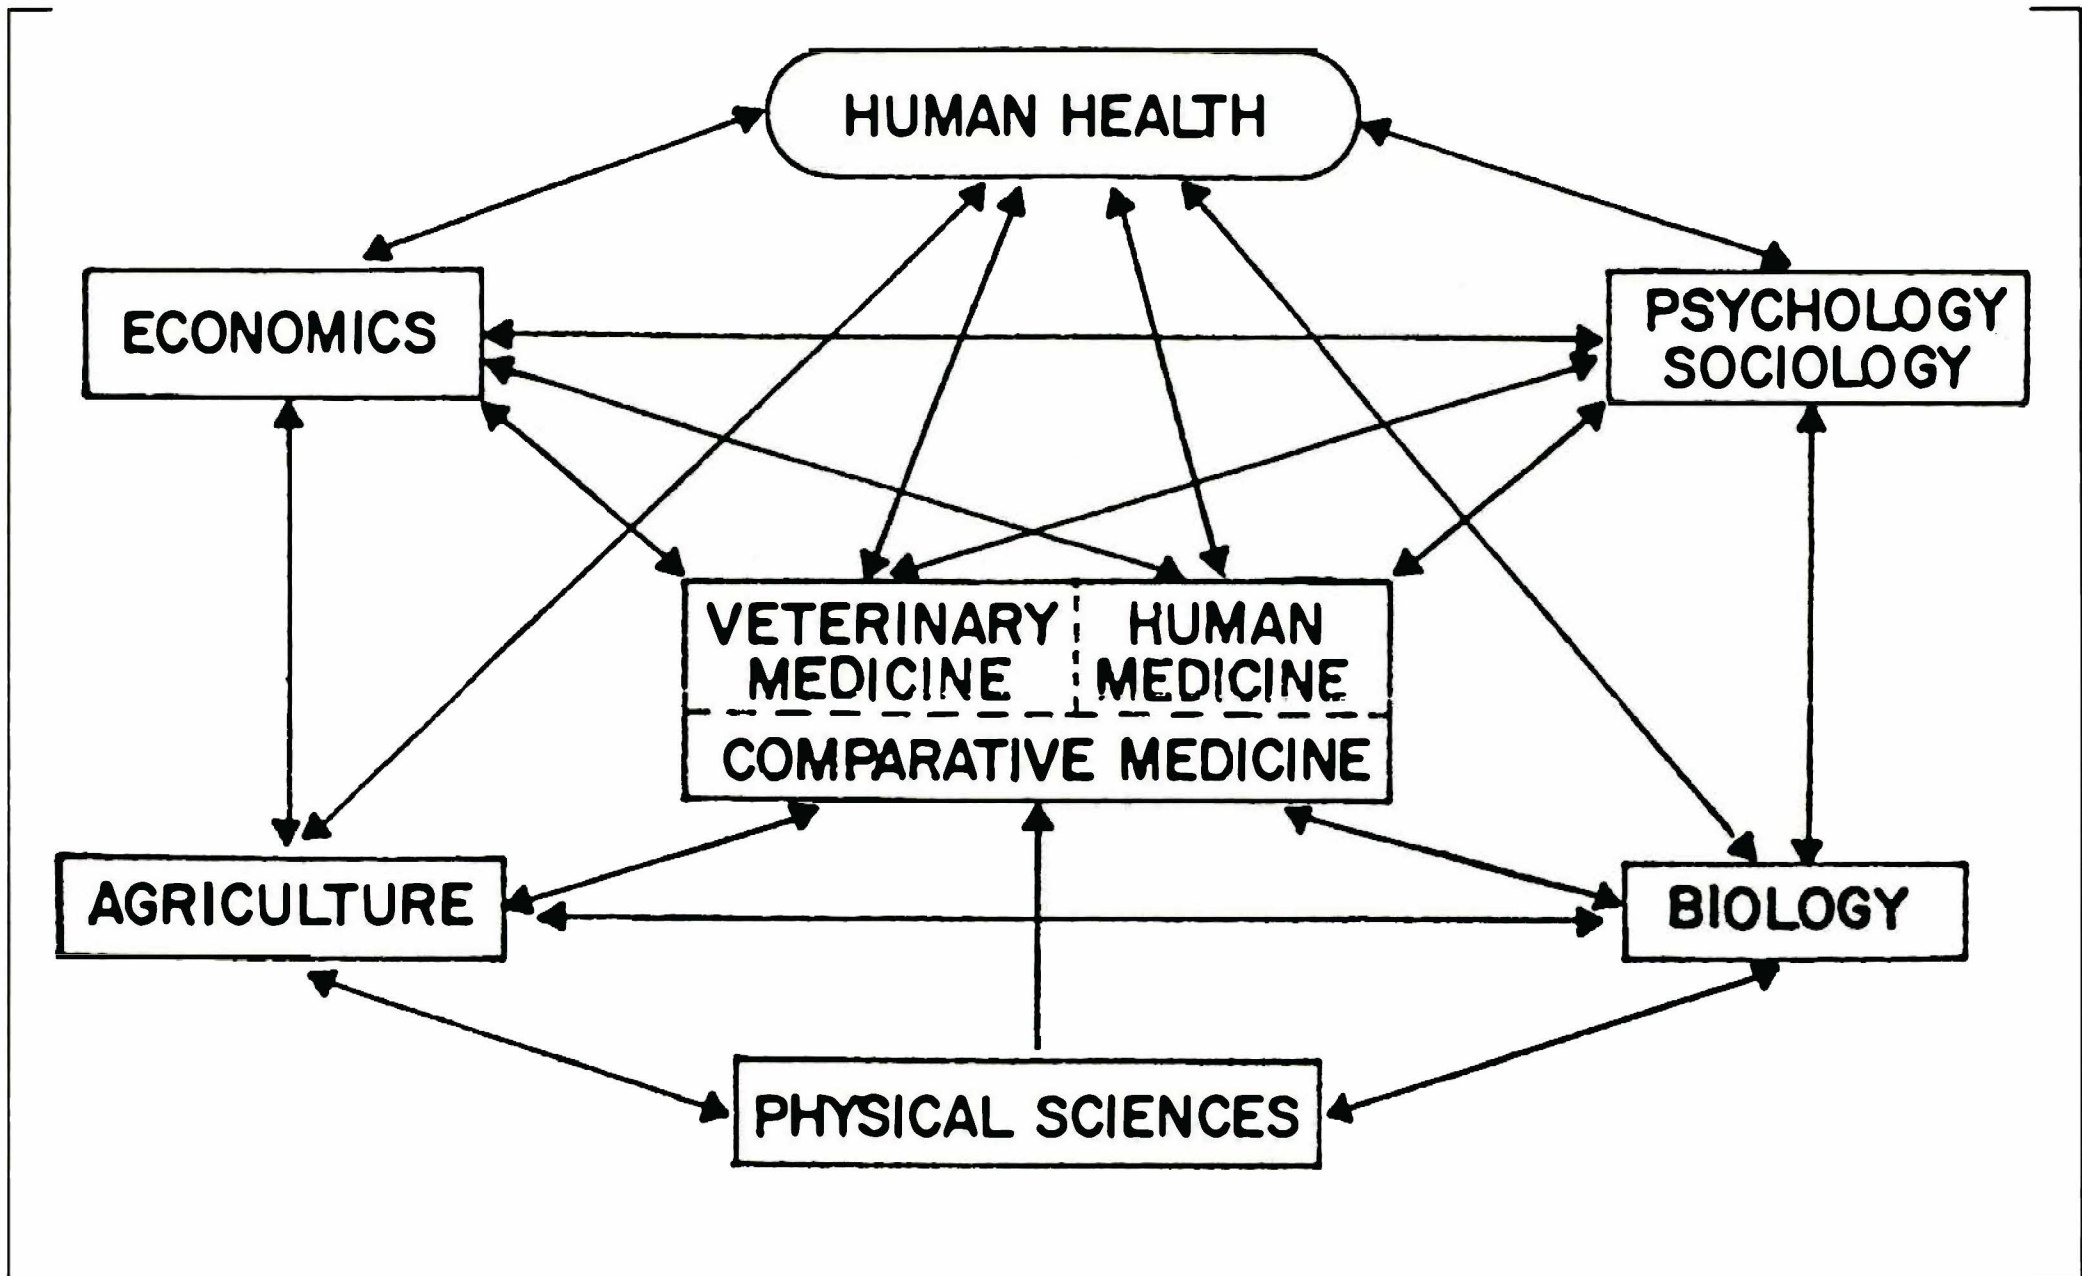 HUMAN HEALTH
ECONOMICS
PSYCHOLOGY
SOCIOLOGY
VETERINARY
MEDICINE
HUMAN
MEDICINE
COMPARATIVE MEDICINE
AGRICULTURE
BIOLOGY
PHYSICAL SCIENCES